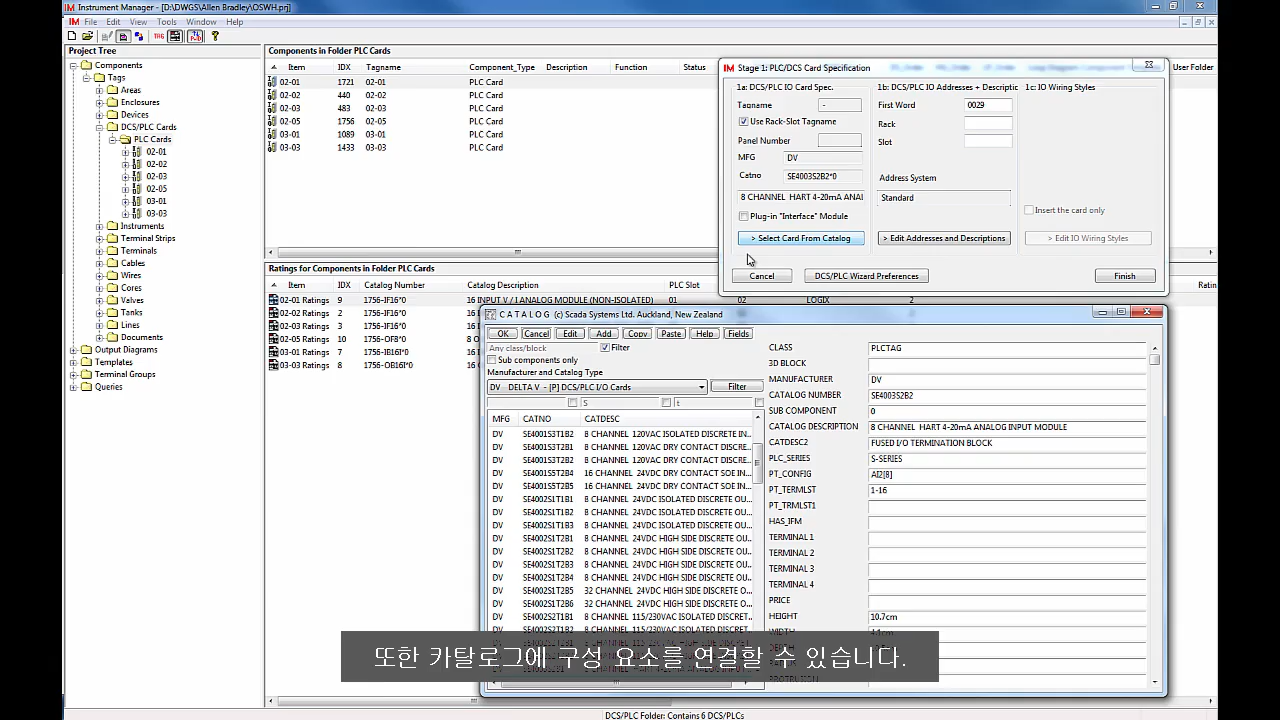 Instrument Manager - [D:\DWGS\Allen Bradley\OSWH.prj]
File Edit View Tools Window Help
Project Tree
Components
Tags
Areas
Enclosures
Devices
DCS/PLC Cards
PLC Cards
02-01
02-02
02-03
02-05
03-01
03-03
Instruments
Terminal Strips
Terminals
Cables
Wires
Cores
Valves
Tanks
Lines
Documents
Output Diagrams
Templates
Terminal Groups
Queries
Components in Folder PLC Cards
Item IDX Tagname Component_Type Description Function Status
02-01 1721 02-01 PLC Card
02-02 440 02-02 PLC Card
02-03 483 02-03 PLC Card
02-05 1756 02-05 PLC Card
03-01 1089 03-01 PLC Card
03-03 1433 03-03 PLC Card
User Folder
Ratings for Components in Folder PLC Cards
Item IDX Catalog Number Catalog Description PLC Slot
02-01 Ratings 9 1756-IF16*0 16 INPUT V / I ANALOG MODULE (NON-ISOLATED) 01 02 LOGIX 2
02-02 Ratings 2 1756-IF16*0 16
02-03 Ratings 3 1756-IF16*0 16
02-05 Ratings 10 1756-OF8*0
03-01 Ratings 7 1756-IB16I*0 16
03-03 Ratings 8 1756-OB16I*0 16
Rating
Stage 1: PLC/DCS Card Specification
1a: DCS/PLC IO Card Spec.
Tagname -
Use Rack-Slot Tagname
Panel Number
MFG DV
Catno SE4003S2B2*0
8 CHANNEL HART 4-20mA ANAI
Plug-in "Interface" Module
> Select Card From Catalog
1b: DCS/PLC IO Addresses + Descriptic
First Word 0029
Rack
Slot
Address System
Standard
> Edit Addresses and Descriptions
1c: IO Wiring Styles
Insert the card only
> Edit IO Wiring Styles
Cancel DCS/PLC Wizard Preferences Finish
C A T A L O G (c) Scada Systems Ltd. Auckland, New Zealand
OK Cancel Edit Add Copy Paste Help Fields
Any class/block Filter
Sub components only
Manufacturer and Catalog Type
DV DELTA V - [P] DCS/PLC I/O Cards Filter
S t
MFG CATNO CATDESC
DV SE4001S3T1B2 8 CHANNEL 120VAC ISOLATED DISCRETE IN...
DV SE4001S3T2B1 8 CHANNEL 120VAC DRY CONTACT DISCRE...
DV SE4001S3T2B2 8 CHANNEL 120VAC DRY CONTACT DISCRE...
DV SE4001S5T2B4 16 CHANNEL 24VDC DRY CONTACT SOE IN...
DV SE4001S5T2B5 16 CHANNEL 24VDC DRY CONTACT SOE IN...
DV SE4002S1T1B1 8 CHANNEL 24VDC ISOLATED DISCRETE OU...
DV SE4002S1T1B2 8 CHANNEL 24VDC ISOLATED DISCRETE OU...
DV SE4002S1T1B3 8 CHANNEL 24VDC ISOLATED DISCRETE OU...
DV SE4002S1T2B1 8 CHANNEL 24VDC HIGH SIDE DISCRETE OU...
DV SE4002S1T2B2 8 CHANNEL 24VDC HIGH SIDE DISCRETE OU...
DV SE4002S1T2B3 8 CHANNEL 24VDC HIGH SIDE DISCRETE OU...
DV SE4002S1T2B4 8 CHANNEL 24VDC HIGH SIDE DISCRETE OU...
DV SE4002S1T2B5 32 CHANNEL 24VDC HIGH SIDE DISCRETE O...
DV SE4002S1T2B6 32 CHANNEL 24VDC HIGH SIDE DISCRETE O...
DV SE4002S2T1B1 8 CHANNEL 115/230VAC ISOLATED DISCRET...
CLASS PLCTAG
3D BLOCK
MANUFACTURER DV
CATALOG NUMBER SE4003S2B2
SUB COMPONENT 0
CATALOG DESCRIPTION 8 CHANNEL HART 4-20mA ANALOG INPUT MODULE
CATDESC2 FUSED I/O TERMINATION BLOCK
PLC_SERIES S-SERIES
PT_CONFIG AI2[8]
PT_TERMLST 1-16
PT_TRMLST1
HAS_IFM
TERMINAL 1
TERMINAL 2
TERMINAL 3
TERMINAL 4
PRICE
HEIGHT 10.7cm
또한 카탈로그에 구성 요소를 연결할 수 있습니다.
DCS/PLC Folder: Contains 6 DCS/PLCs